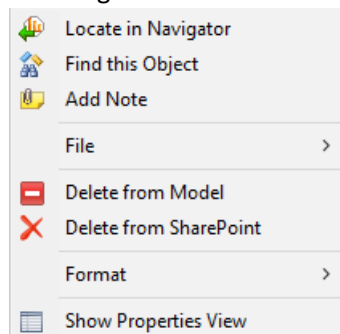 Locate in Navigator
Find this Object
Add Note
File
Delete from Model
Delete from SharePoint
Format
Show Properties View